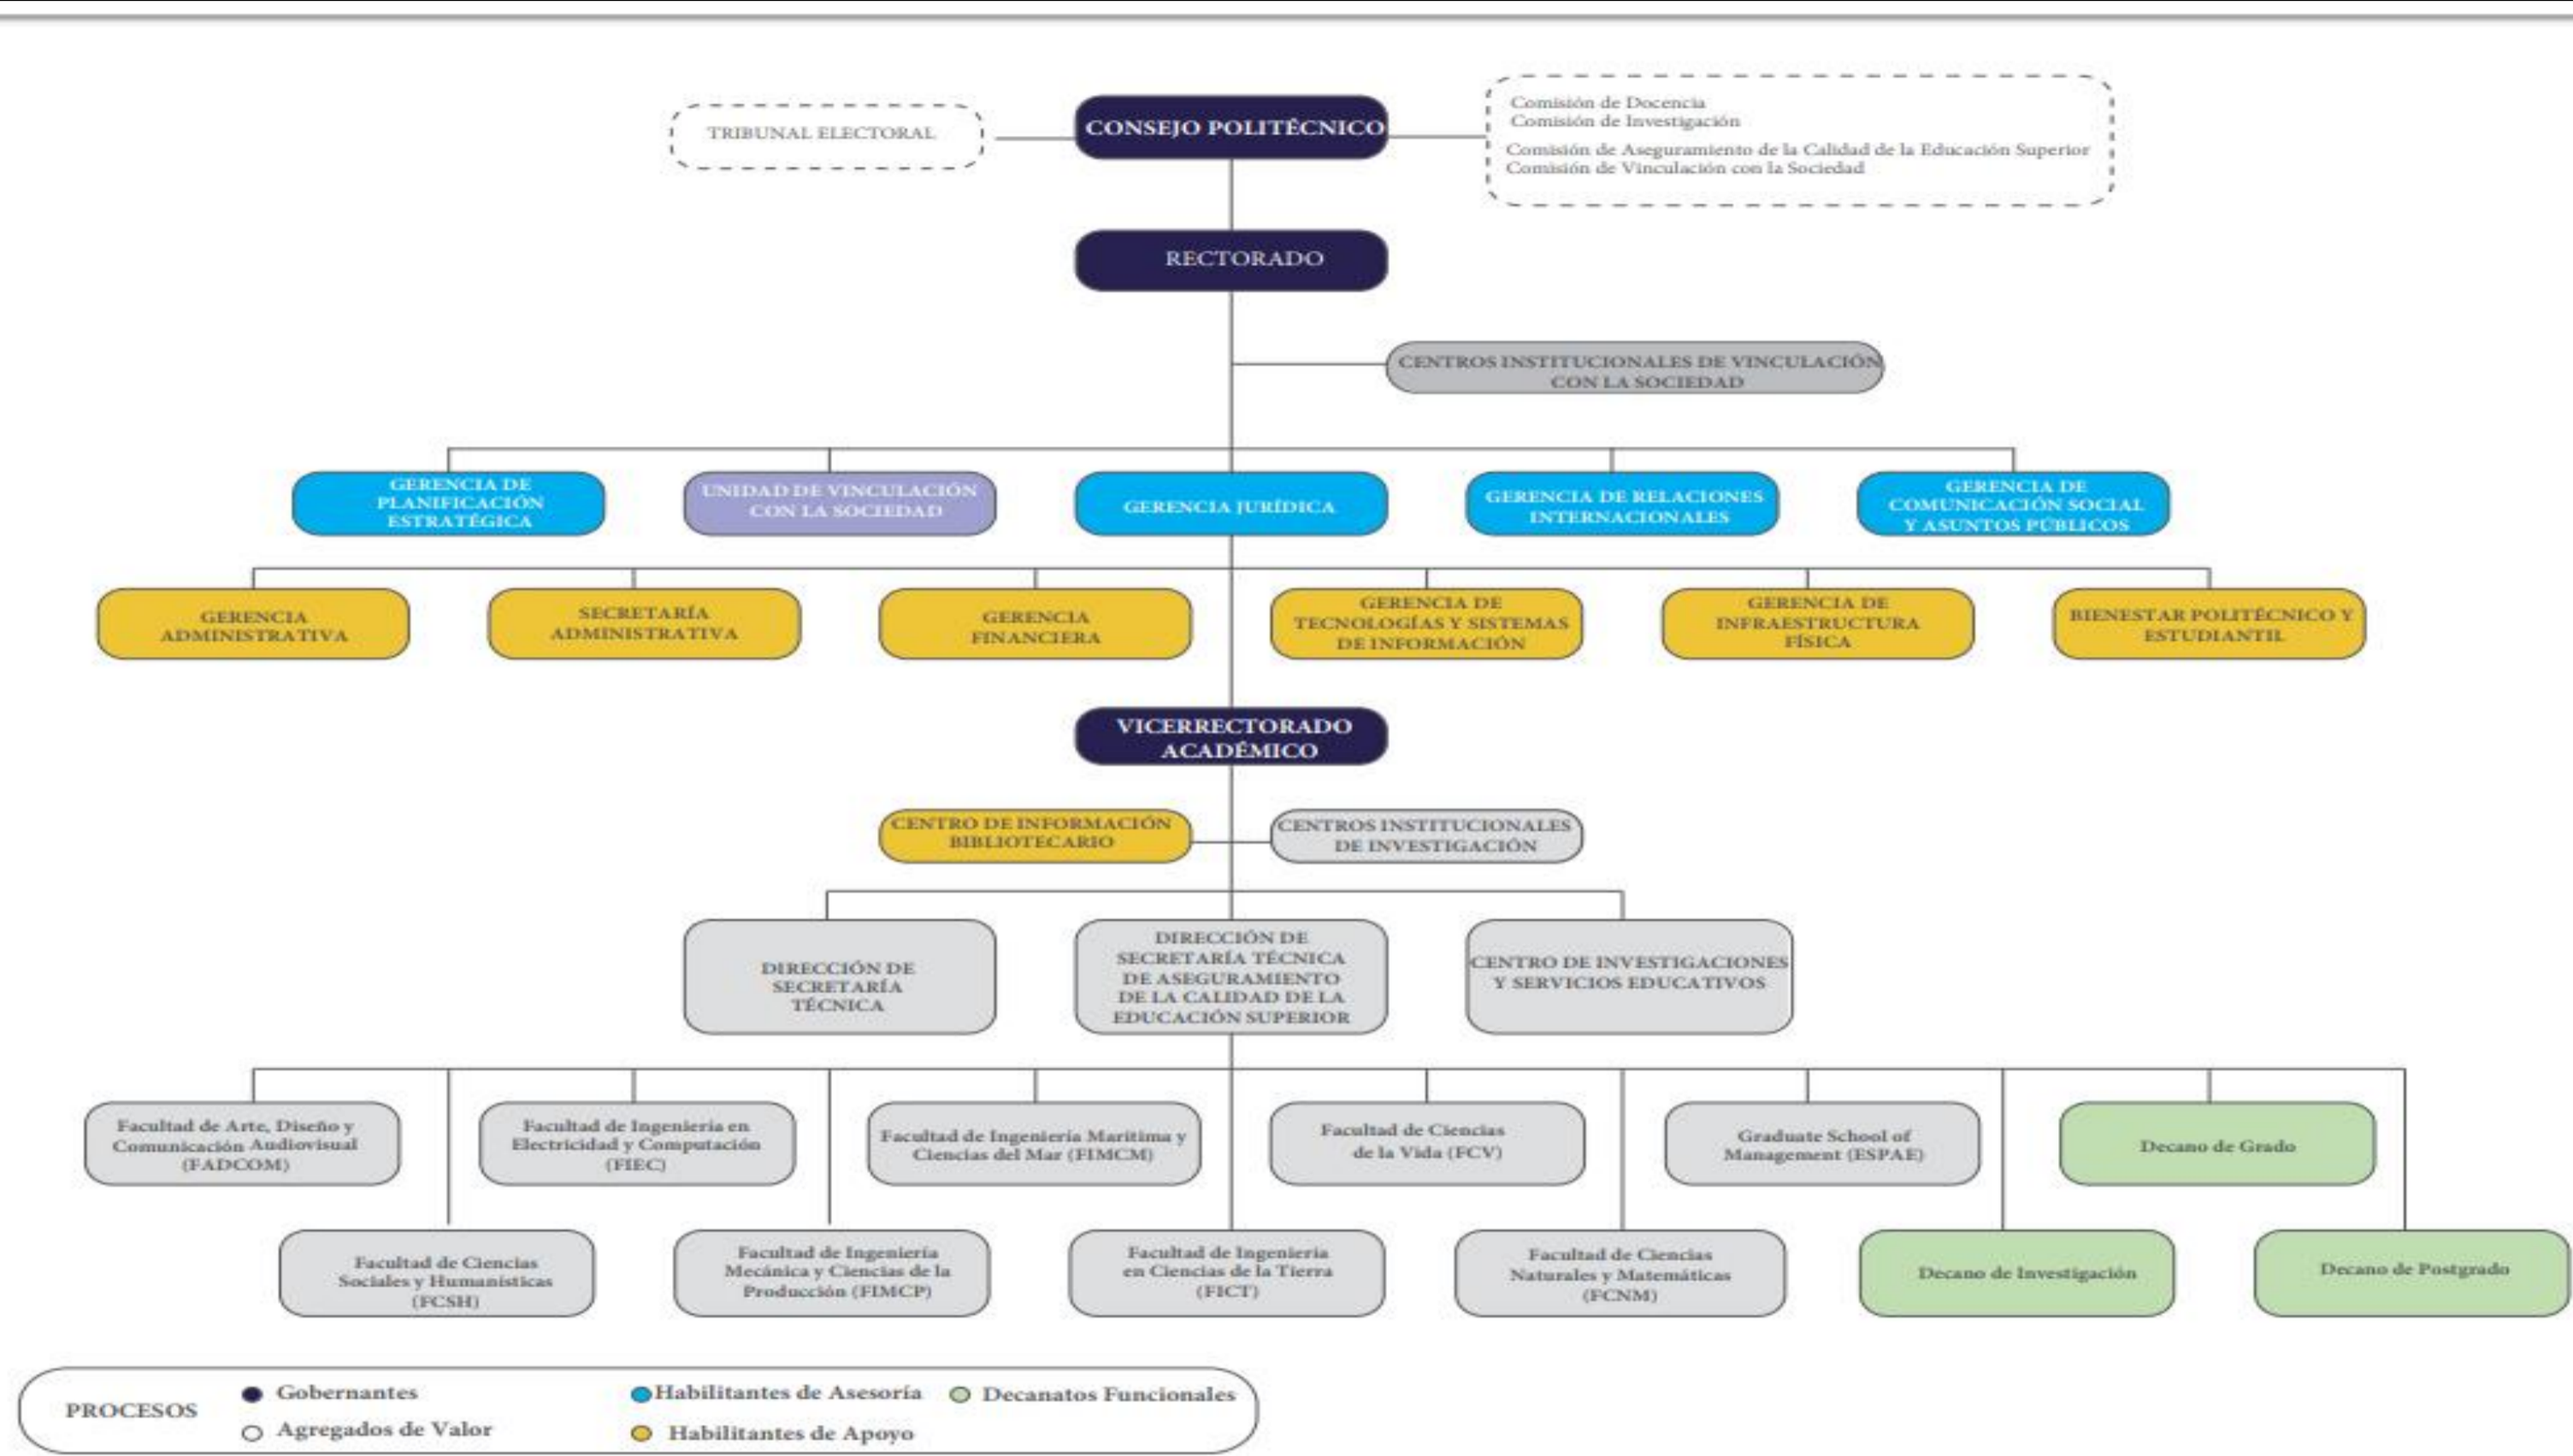 TRIBUNAL ELECTORAL
CONSEJO POLITÉCNICO
Comisión de Docencia
Comisión de Investigación
Comisión de Aseguramiento de la Calidad de la Educación Superior
Comisión de Vinculación con la Sociedad
RECTORADO
CENTROS INSTITUCIONALES DE VINCULACIÓN
CON LA SOCIEDAD
GERENCIA DE
PLANIFICACIÓN
ESTRATÉGICA
UNIDAD DE VINCULACIÓN
CON LA SOCIEDAD
GERENCIA JURÍDICA
GERENCIA DE RELACIONES
INTERNACIONALES
GERENCIA DE
COMUNICACIÓN SOCIAL
Y ASUNTOS PÚBLICOS
GERENCIA
ADMINISTRATIVA
SECRETARÍA
ADMINISTRATIVA
GERENCIA
FINANCIERA
GERENCIA DE
TECNOLOGÍAS Y SISTEMAS
DE INFORMACIÓN
GERENCIA DE
INFRAESTRUCTURA
FÍSICA
BIENESTAR POLITÉCNICO Y
ESTUDIANTIL
VICERRECTORADO
ACADÉMICO
CENTRO DE INFORMACIÓN
BIBLIOTECARIO
CENTROS INSTITUCIONALES
DE INVESTIGACIÓN
DIRECCIÓN DE
SECRETARÍA
TÉCNICA
DIRECCIÓN DE
SECRETARÍA TÉCNICA
DE ASEGURAMIENTO
DE LA CALIDAD DE LA
EDUCACIÓN SUPERIOR
CENTRO DE INVESTIGACIONES
Y SERVICIOS EDUCATIVOS
Facultad de Arte, Diseño y
Comunicación Audiovisual
(FADCOM)
Facultad de Ingeniería en
Electricidad y Computación
(FIEC)
Facultad de Ingeniería Marítima y
Ciencias del Mar (FIMCM)
Facultad de Ciencias
de la Vida (FCV)
Graduate School of
Management (ESPAE)
Decano de Grado
Facultad de Ciencias
Sociales y Humanísticas
(FCSH)
Facultad de Ingeniería
Mecánica y Ciencias de la
Producción (FIMCP)
Facultad de Ingeniería
en Ciencias de la Tierra
(FICT)
Facultad de Ciencias
Naturales y Matemáticas
(FCNM)
Decano de Investigación
Decano de Postgrado
PROCESOS
Gobernantes
Habilitantes de Asesoría
Decanatos Funcionales
Agregados de Valor
Habilitantes de Apoyo